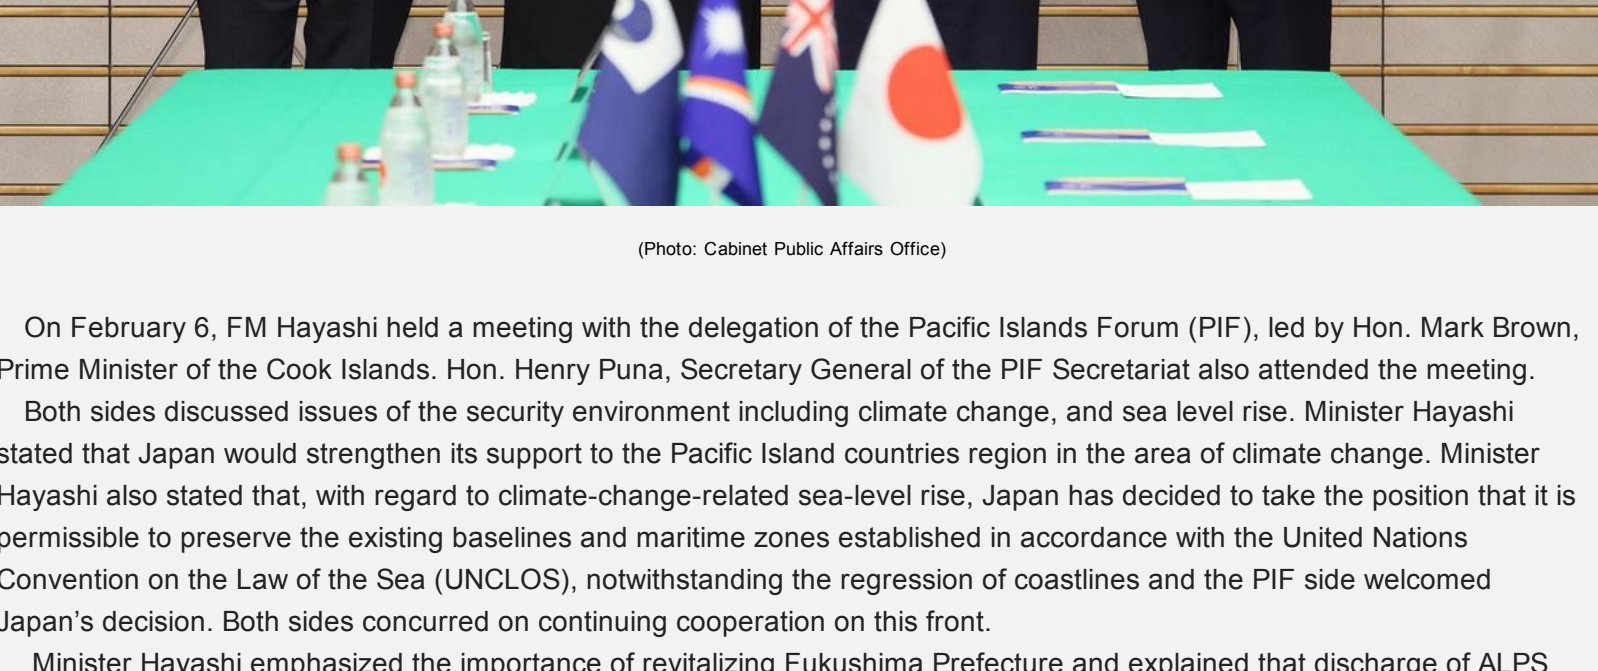 (Photo: Cabinet Public Affairs Office)
On February 6, FM Hayashi held a meeting with the delegation of the Pacific Islands Forum (PIF), led by Hon. Mark Brown,
Prime Minister of the Cook Islands. Hon. Henry Puna, Secretary General of the PIF Secretariat also attended the meeting.
Both sides discussed issues of the security environment including climate change, and sea level rise. Minister Hayashi
stated that Japan would strengthen its support to the Pacific Island countries region in the area of climate change. Minister
Hayashi also stated that, with regard to climate-change-related sea-level rise, Japan has decided to take the position that it is
permissible to preserve the existing baselines and maritime zones established in accordance with the United Nations
Convention on the Law of the Sea (UNCLOS), notwithstanding the regression of coastlines and the PIF side welcomed
Japan’s decision. Both sides concurred on continuing cooperation on this front.
Minister Hayashi emphasized the importance of revitalizing Fukushima Prefecture and explained that discharge of ALPS